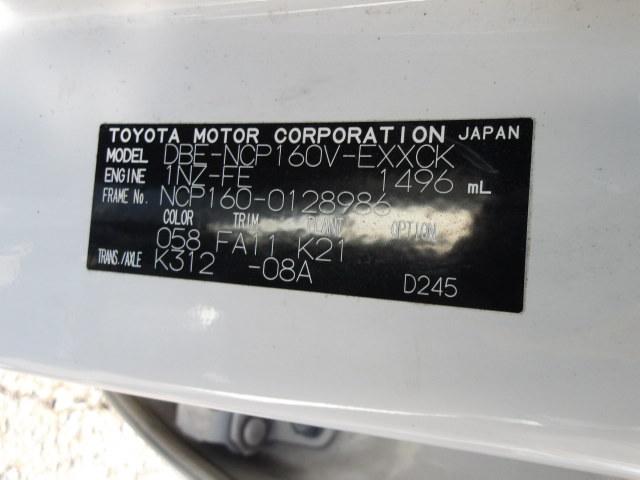 TOYOTA MOTOR CORPORATION JAPAN
MODEL DBE-NCP160V-EXXCK
ENGINE 1NZ-FE 1496 mL
FRAME No. NCP160-0128986
COLOR TRIM PLANT OPTION
058 FA11 K21
TRANS./AXLE K312 -08A
D245